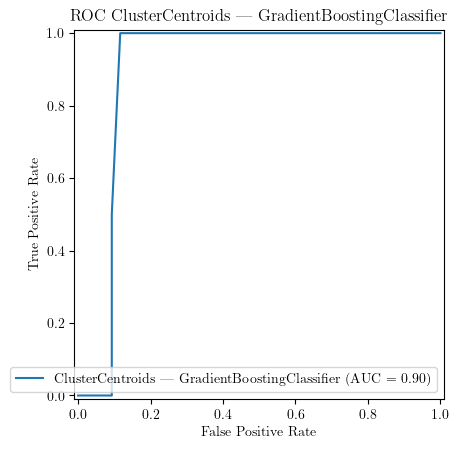 ROC ClusterCentroids — GradientBoostingClassifier
1.0
0.8
0.6
0.4
0.2
0.0
True Positive Rate
ClusterCentroids — GradientBoostingClassifier (AUC = 0.90)
0.0 0.2 0.4 0.6 0.8 1.0
False Positive Rate